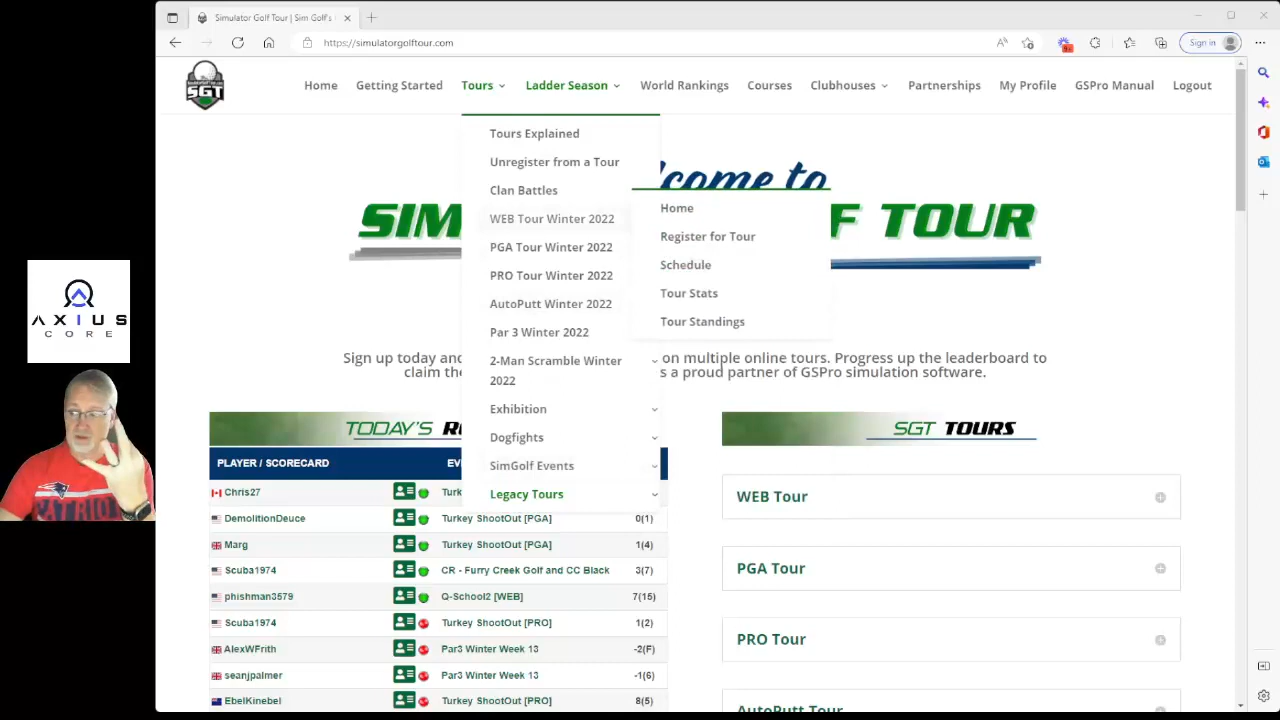 Simulator Golf Tour | Sim Golf's
https://simulatorgolftour.com
Sign in
SGT
Home
Getting Started
Tours
Ladder Season
World Rankings
Courses
Clubhouses
Partnerships
My Profile
GSPro Manual
Logout
Tours Explained
Unregister from a Tour
Clan Battles
WEB Tour Winter 2022
PGA Tour Winter 2022
PRO Tour Winter 2022
AutoPutt Winter 2022
Par 3 Winter 2022
2-Man Scramble Winter
2022
Exhibition
Dogfights
SimGolf Events
Legacy Tours
Home
Register for Tour
Schedule
Tour Stats
Tour Standings
lcome to
SIM F TOUR
Sign up today and on multiple online tours. Progress up the leaderboard to
claim the s a proud partner of GSPro simulation software.
AXIUS
CORE
PATRIO
TODAY'S R
PLAYER / SCORECARD EV
Chris27 Turk
DemolitionDeuce Turkey ShootOut [PGA] 0(1)
Marg Turkey ShootOut [PGA] 1(4)
Scuba1974 CR - Furry Creek Golf and CC Black 3(7)
phishman3579 Q-School2 [WEB] 7(15)
Scuba1974 Turkey ShootOut [PRO] 1(2)
AlexWFrith Par3 Winter Week 13 -2(F)
seanjpalmer Par3 Winter Week 13 -1(6)
EbelKinebel Turkey ShootOut [PRO] 8(5)
SGT TOURS
WEB Tour
PGA Tour
PRO Tour
AutoPutt Tour